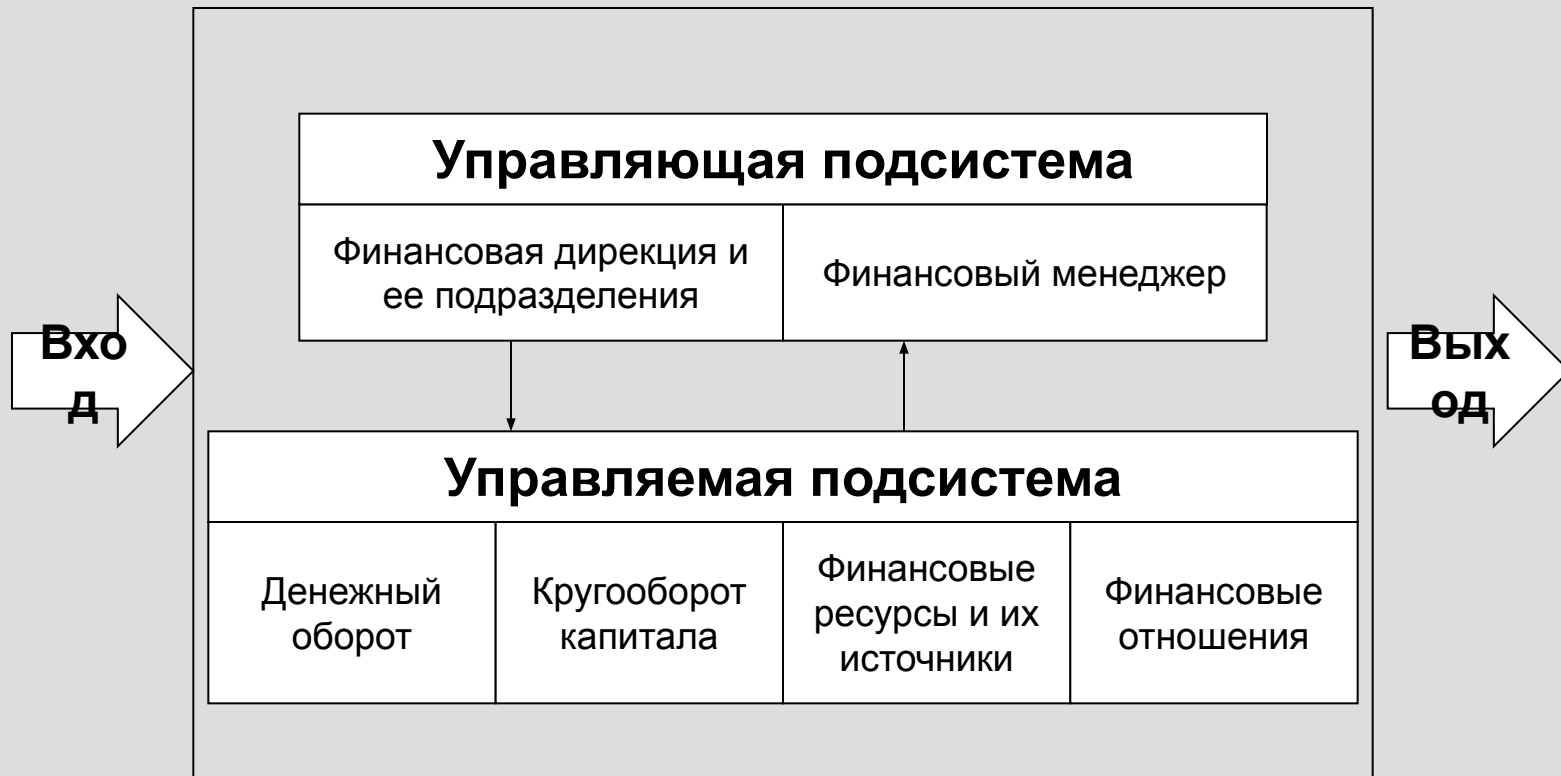 Управляющая подсистема
Финансовая дирекция и
ее подразделения
Финансовый менеджер
Вхо
д
Вых
од
Управляемая подсистема
Денежный
оборот
Кругооборот
капитала
Финансовые
ресурсы и их
источники
Финансовые
отношения